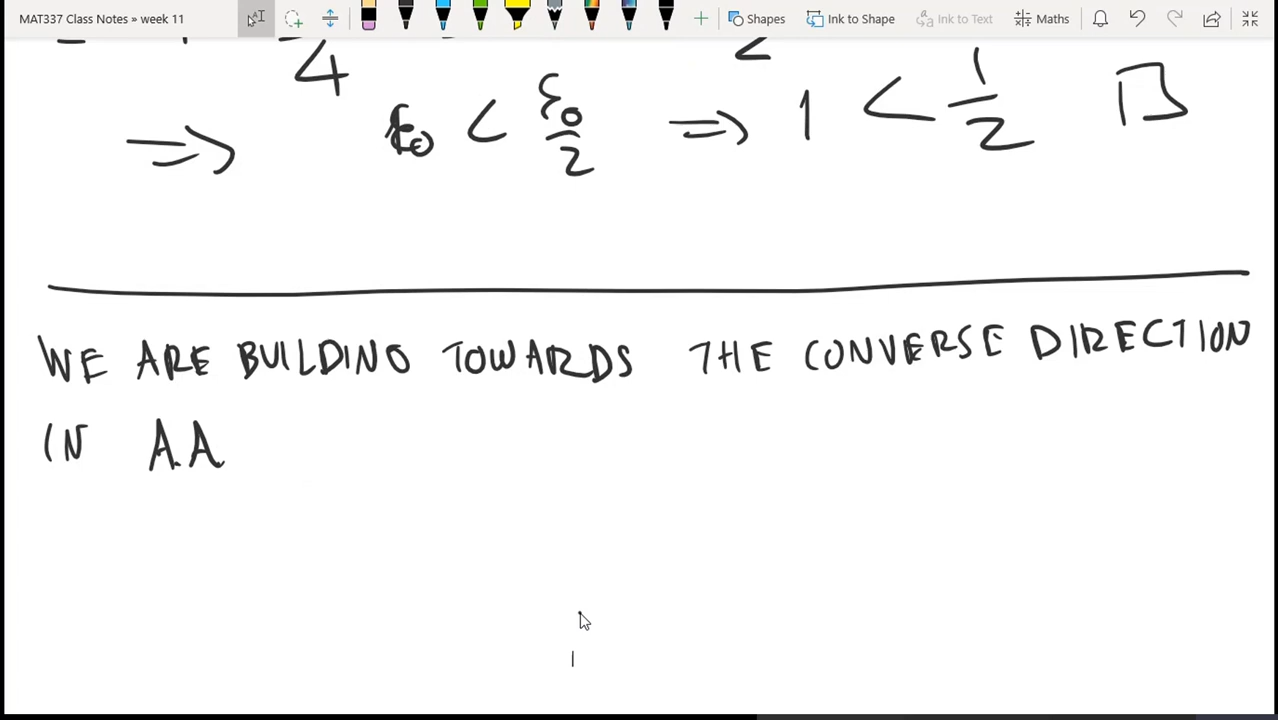 MAT337 Class Notes » week 11
Shapes Ink to Shape Ink to Text Maths
4 2
=> ε₀ < ε₀/2 => 1 < 1/2
WE ARE BUILDING TOWARDS THE CONVERSE DIRECTION
IN A.A